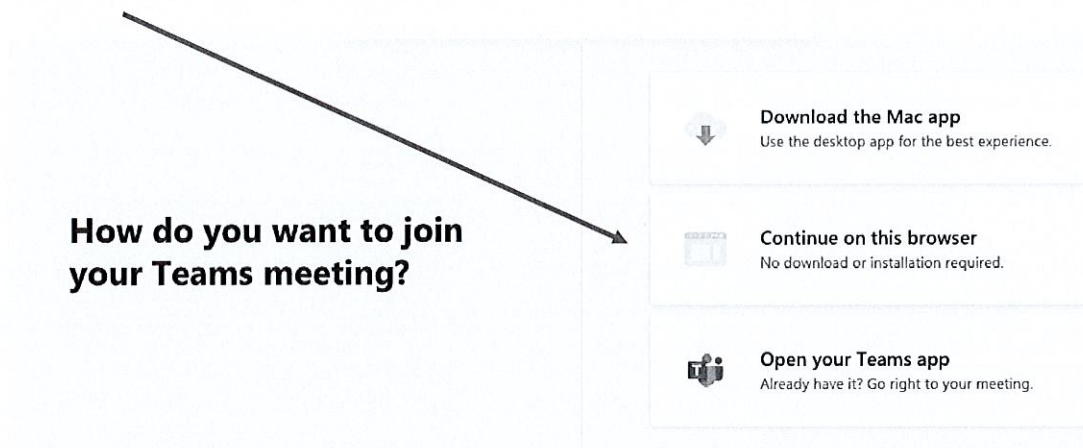 How do you want to join
your Teams meeting?
Download the Mac app
Use the desktop app for the best experience.
Continue on this browser
No download or installation required.
Open your Teams app
Already have it? Go right to your meeting.